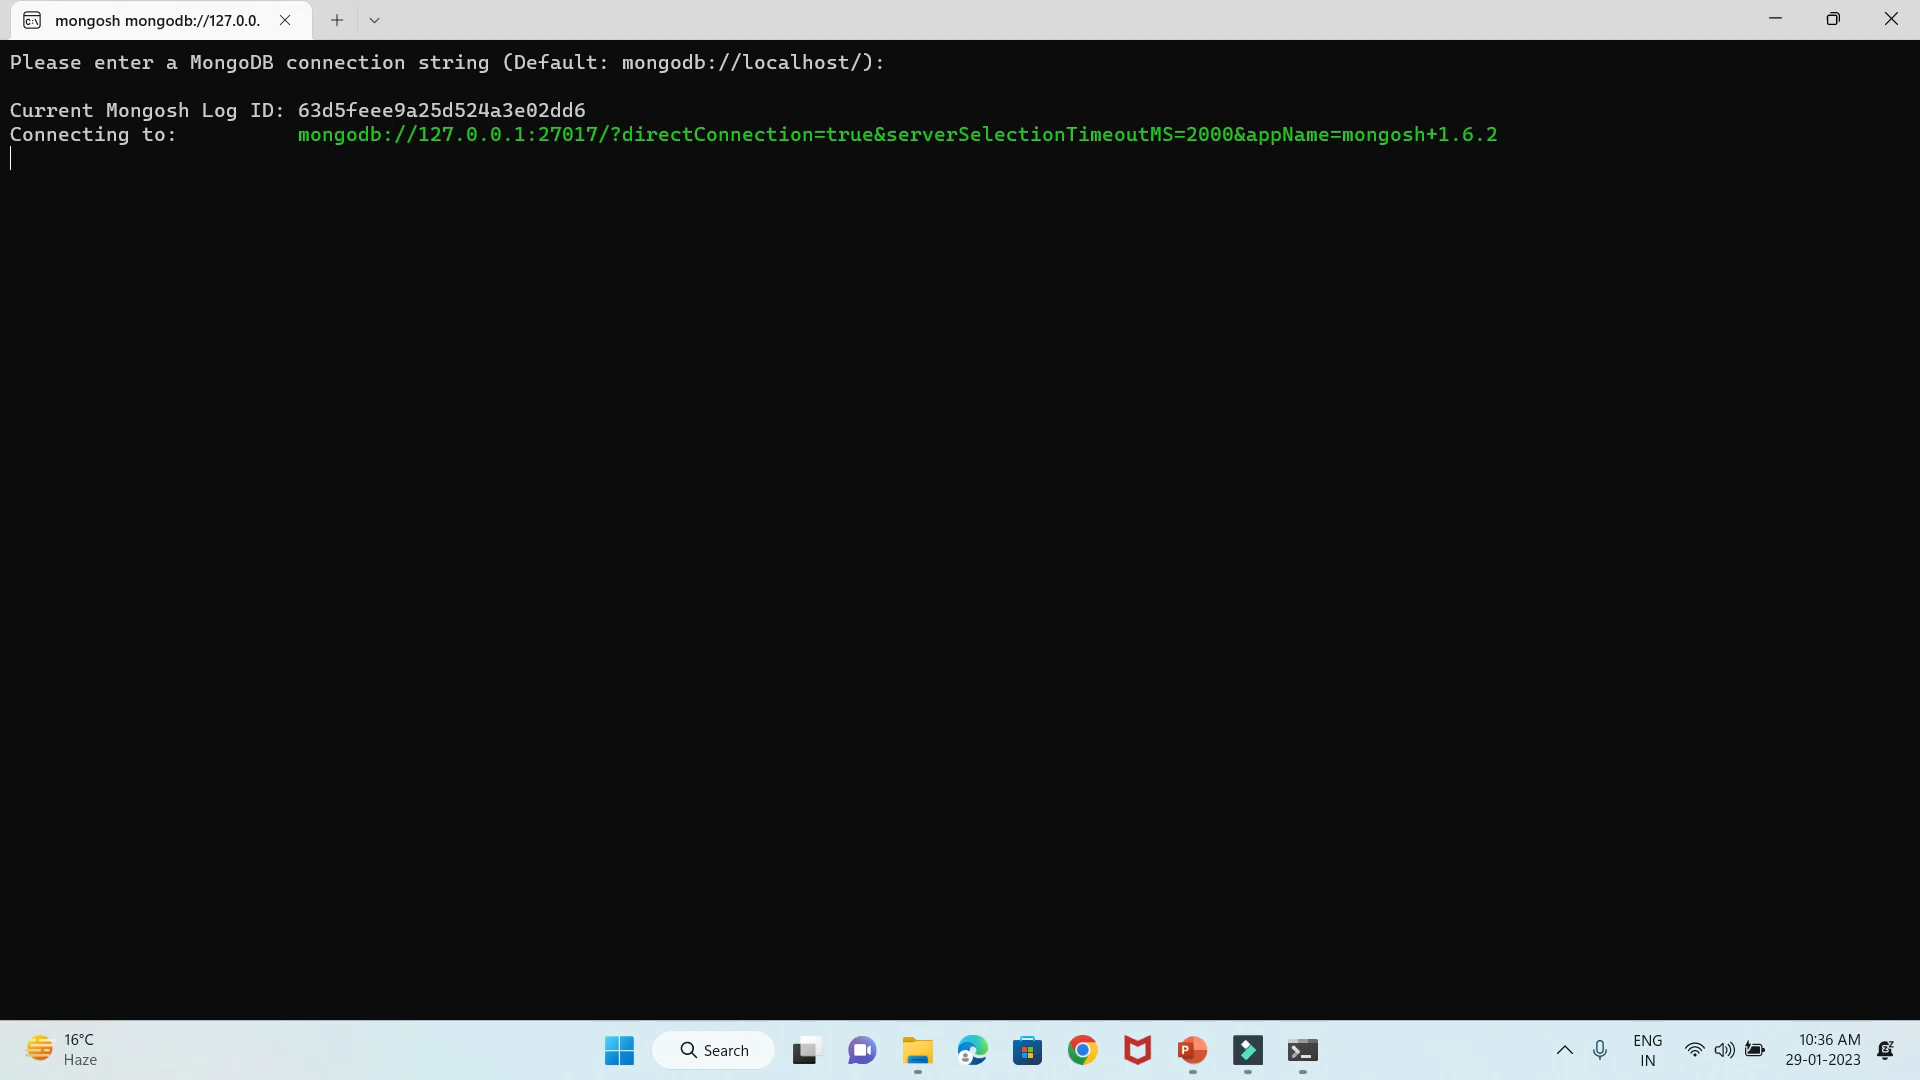 mongosh mongodb://127.0.0.
Please enter a MongoDB connection string (Default: mongodb://localhost/):
Current Mongosh Log ID: 63d5feee9a25d524a3e02dd6
Connecting to: mongodb://127.0.0.1:27017/?directConnection=true&serverSelectionTimeoutMS=2000&appName=mongosh+1.6.2
16°C
Haze
Search
ENG
IN
10:36 AM
29-01-2023